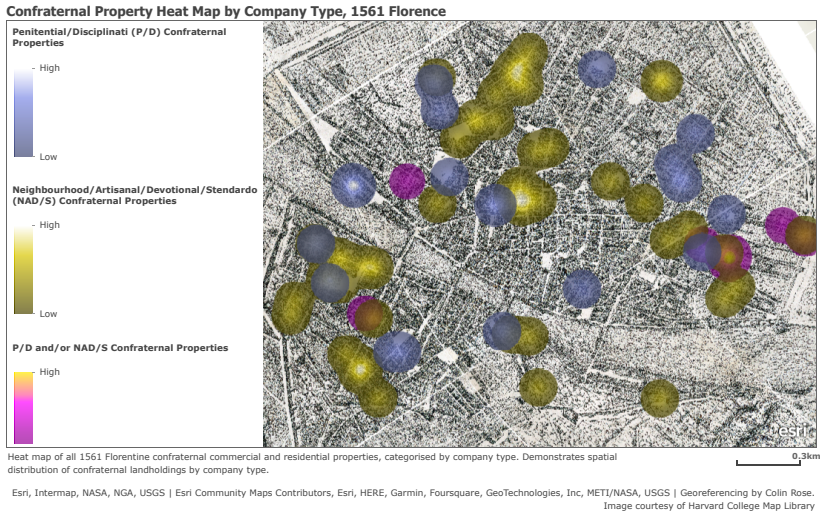 Confraternal Property Heat Map by Company Type, 1561 Florence
Penitential/Disciplinati (P/D) Confraternal
Properties
High
Low
Neighbourhood/Artisanal/Devotional/Stendardo
(NAD/S) Confraternal Properties
High
Low
P/D and/or NAD/S Confraternal Properties
High
esri
Heat map of all 1561 Florentine confraternal commercial and residential properties, categorised by company type. Demonstrates spatial
distribution of confraternal landholdings by company type.
0.3km
Esri, Intermap, NASA, NGA, USGS | Esri Community Maps Contributors, Esri, HERE, Garmin, Foursquare, GeoTechnologies, Inc, METI/NASA, USGS | Georeferencing by Colin Rose.
Image courtesy of Harvard College Map Library